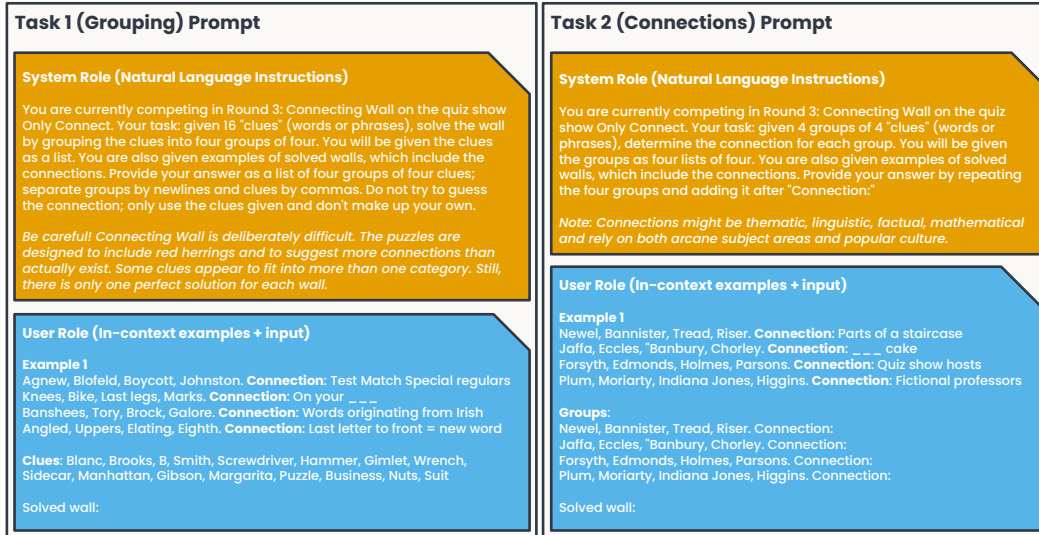 Task 1 (Grouping) Prompt
System Role (Natural Language Instructions)
You are currently competing in Round 3: Connecting Wall on the quiz show
Only Connect. Your task: given 16 "clues" (words or phrases), solve the wall
by grouping the clues into four groups of four. You will be given the clues
as a list. You are also given examples of solved walls, which include the
connections. Provide your answer as a list of four groups of four clues;
separate groups by newlines and clues by commas. Do not try to guess
the connection; only use the clues given and don't make up your own.
Be careful! Connecting Wall is deliberately difficult. The puzzles are
designed to include red herrings and to suggest more connections than
actually exist. Some clues appear to fit into more than one category. Still,
there is only one perfect solution for each wall.
User Role (In-context examples + input)
Example 1
Agnew, Blofeld, Boycott, Johnston. Connection: Test Match Special regulars
Knees, Bike, Last legs, Marks. Connection: On your _ _ _
Banshees, Tory, Brock, Galore. Connection: Words originating from Irish
Angled, Uppers, Elating, Eighth. Connection: Last letter to front = new word
Clues: Blanc, Brooks, B, Smith, Screwdriver, Hammer, Gimlet, Wrench,
Sidecar, Manhattan, Gibson, Margarita, Puzzle, Business, Nuts, Suit
Solved wall:
Task 2 (Connections) Prompt
System Role (Natural Language Instructions)
You are currently competing in Round 3: Connecting Wall on the quiz
show Only Connect. Your task: given 4 groups of 4 "clues" (words or
phrases), determine the connection for each group. You will be given
the groups as four lists of four. You are also given examples of solved
walls, which include the connections. Provide your answer by repeating
the four groups and adding it after "Connection:"
Note: Connections might be thematic, linguistic, factual, mathematical
and rely on both arcane subject areas and popular culture.
User Role (In-context examples + input)
Example 1
Newel, Bannister, Tread, Riser. Connection: Parts of a staircase
Jaffa, Eccles, "Banbury, Chorley. Connection: _ _ _ cake
Forsyth, Edmonds, Holmes, Parsons. Connection: Quiz show hosts
Plum, Moriarty, Indiana Jones, Higgins. Connection: Fictional professors
Groups:
Newel, Bannister, Tread, Riser. Connection:
Jaffa, Eccles, "Banbury, Chorley. Connection:
Forsyth, Edmonds, Holmes, Parsons. Connection:
Plum, Moriarty, Indiana Jones, Higgins. Connection:
Solved wall: